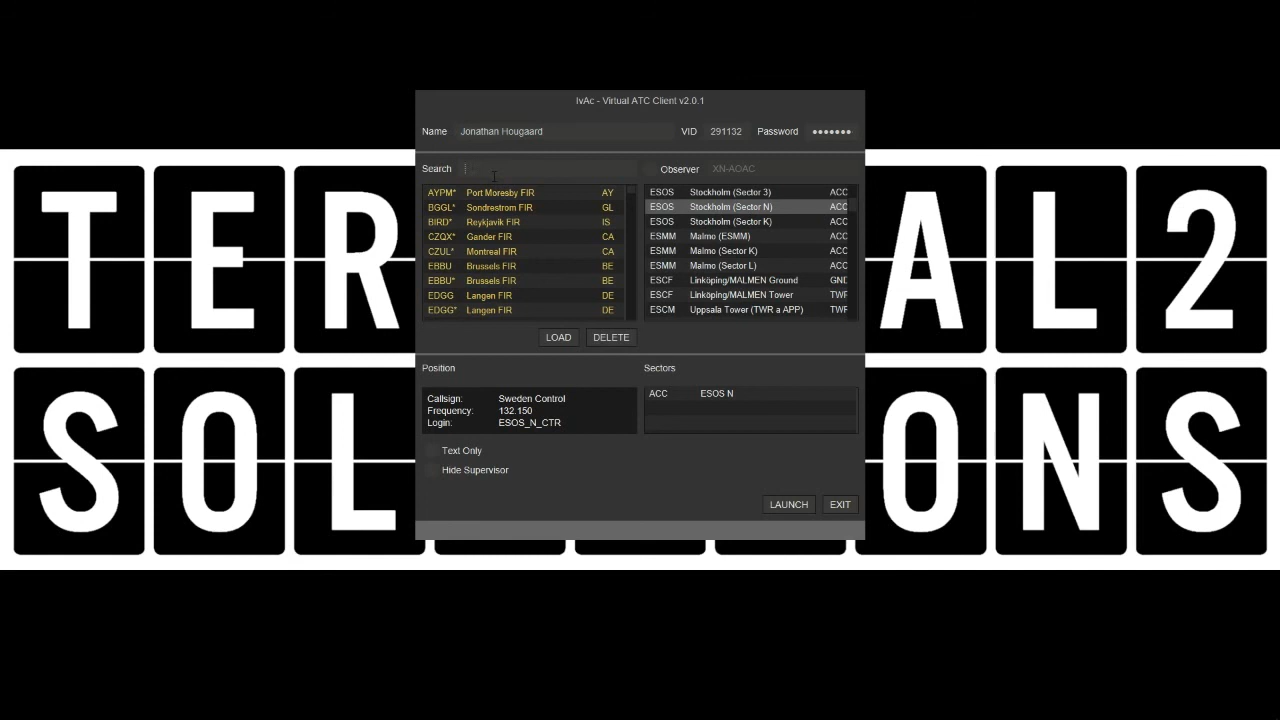 IvAc - Virtual ATC Client v2.0.1
Name Jonathan Hougaard VID 291132 Password ●●●●●●●
Search Observer XN-AOAC
AYPM* Port Moresby FIR AY
BGGL* Sondrestrom FIR GL
BIRD* Reykjavik FIR IS
CZQX* Gander FIR CA
CZUL* Montreal FIR CA
EBBU Brussels FIR BE
EBBU* Brussels FIR BE
EDGG Langen FIR DE
EDGG* Langen FIR DE
ESOS Stockholm (Sector 3) ACC
ESOS Stockholm (Sector N) ACC
ESOS Stockholm (Sector K) ACC
ESMM Malmo (ESMM) ACC
ESMM Malmo (Sector K) ACC
ESMM Malmo (Sector L) ACC
ESCF Linköping/MALMEN Ground GND
ESCF Linköping/MALMEN Tower TWR
ESCM Uppsala Tower (TWR a APP) TWR
LOAD DELETE
Position
Callsign: Sweden Control
Frequency: 132.150
Login: ESOS_N_CTR
Sectors
ACC ESOS N
Text Only
Hide Supervisor
LAUNCH EXIT
TER AL2
SOL ONS